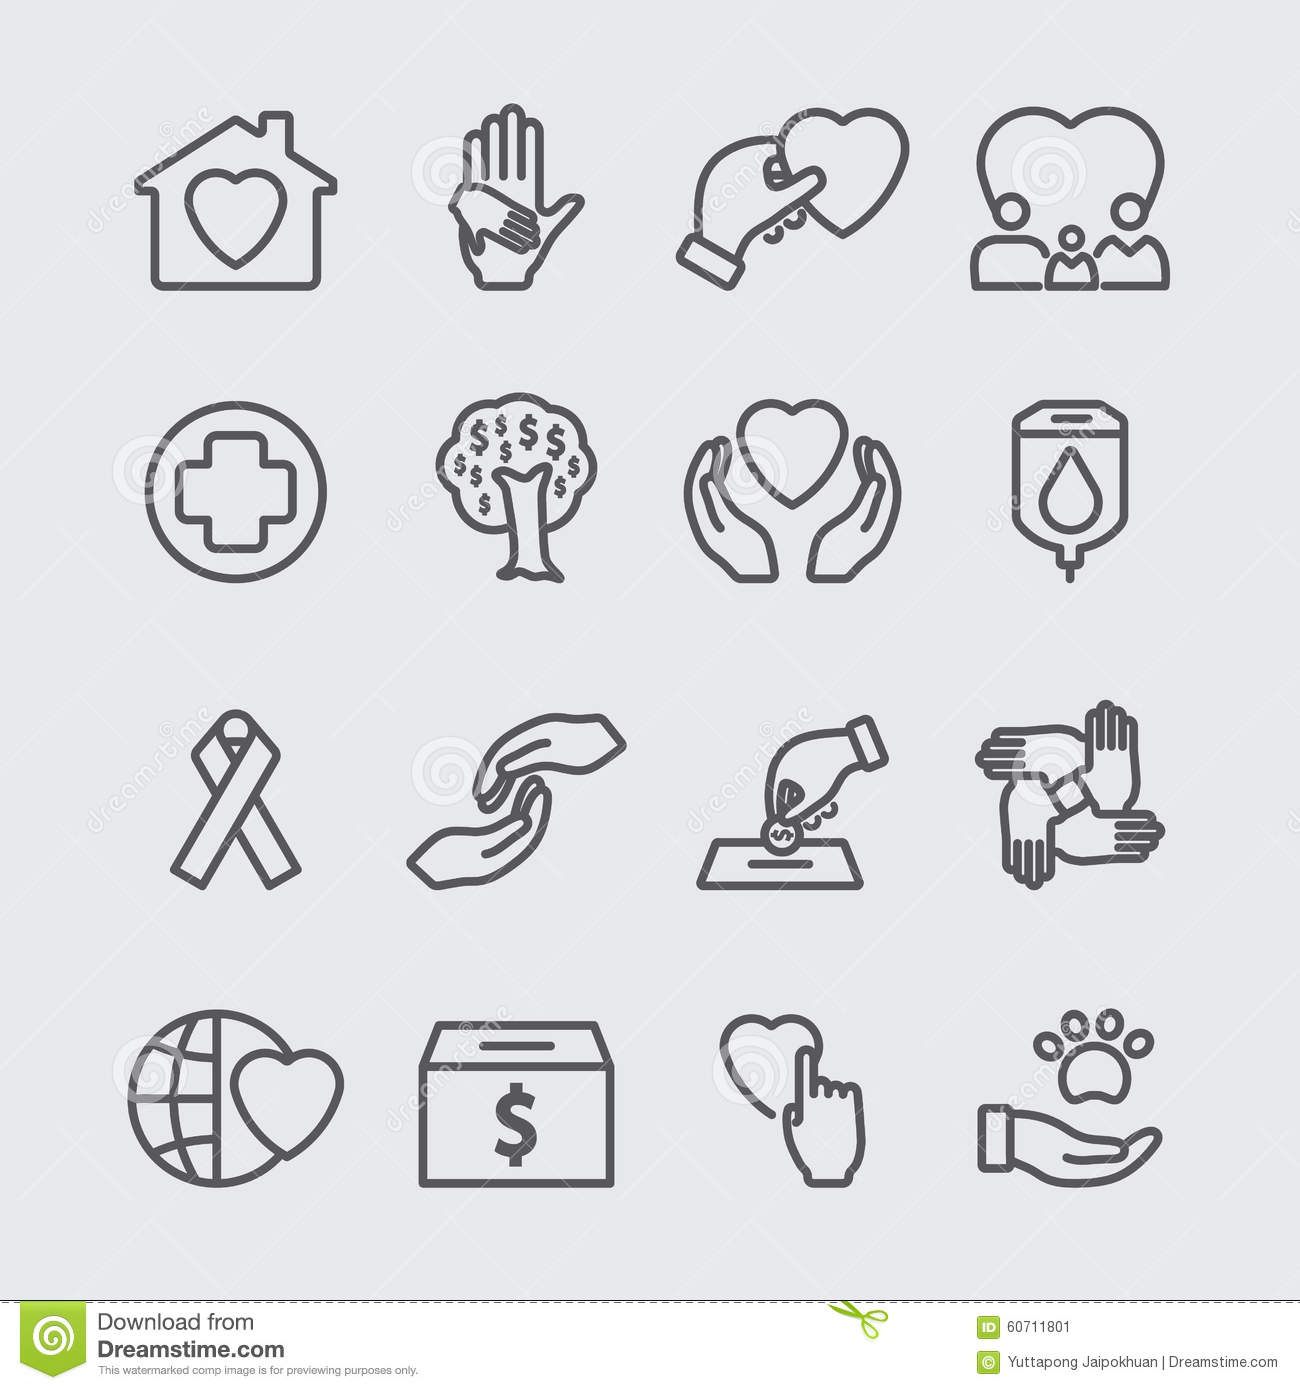 Download from
Dreamstime.com
This watermarked comp image is for previewing purposes only.
ID 60711801
© Yuttapong Jaipokhuan | Dreamstime.com